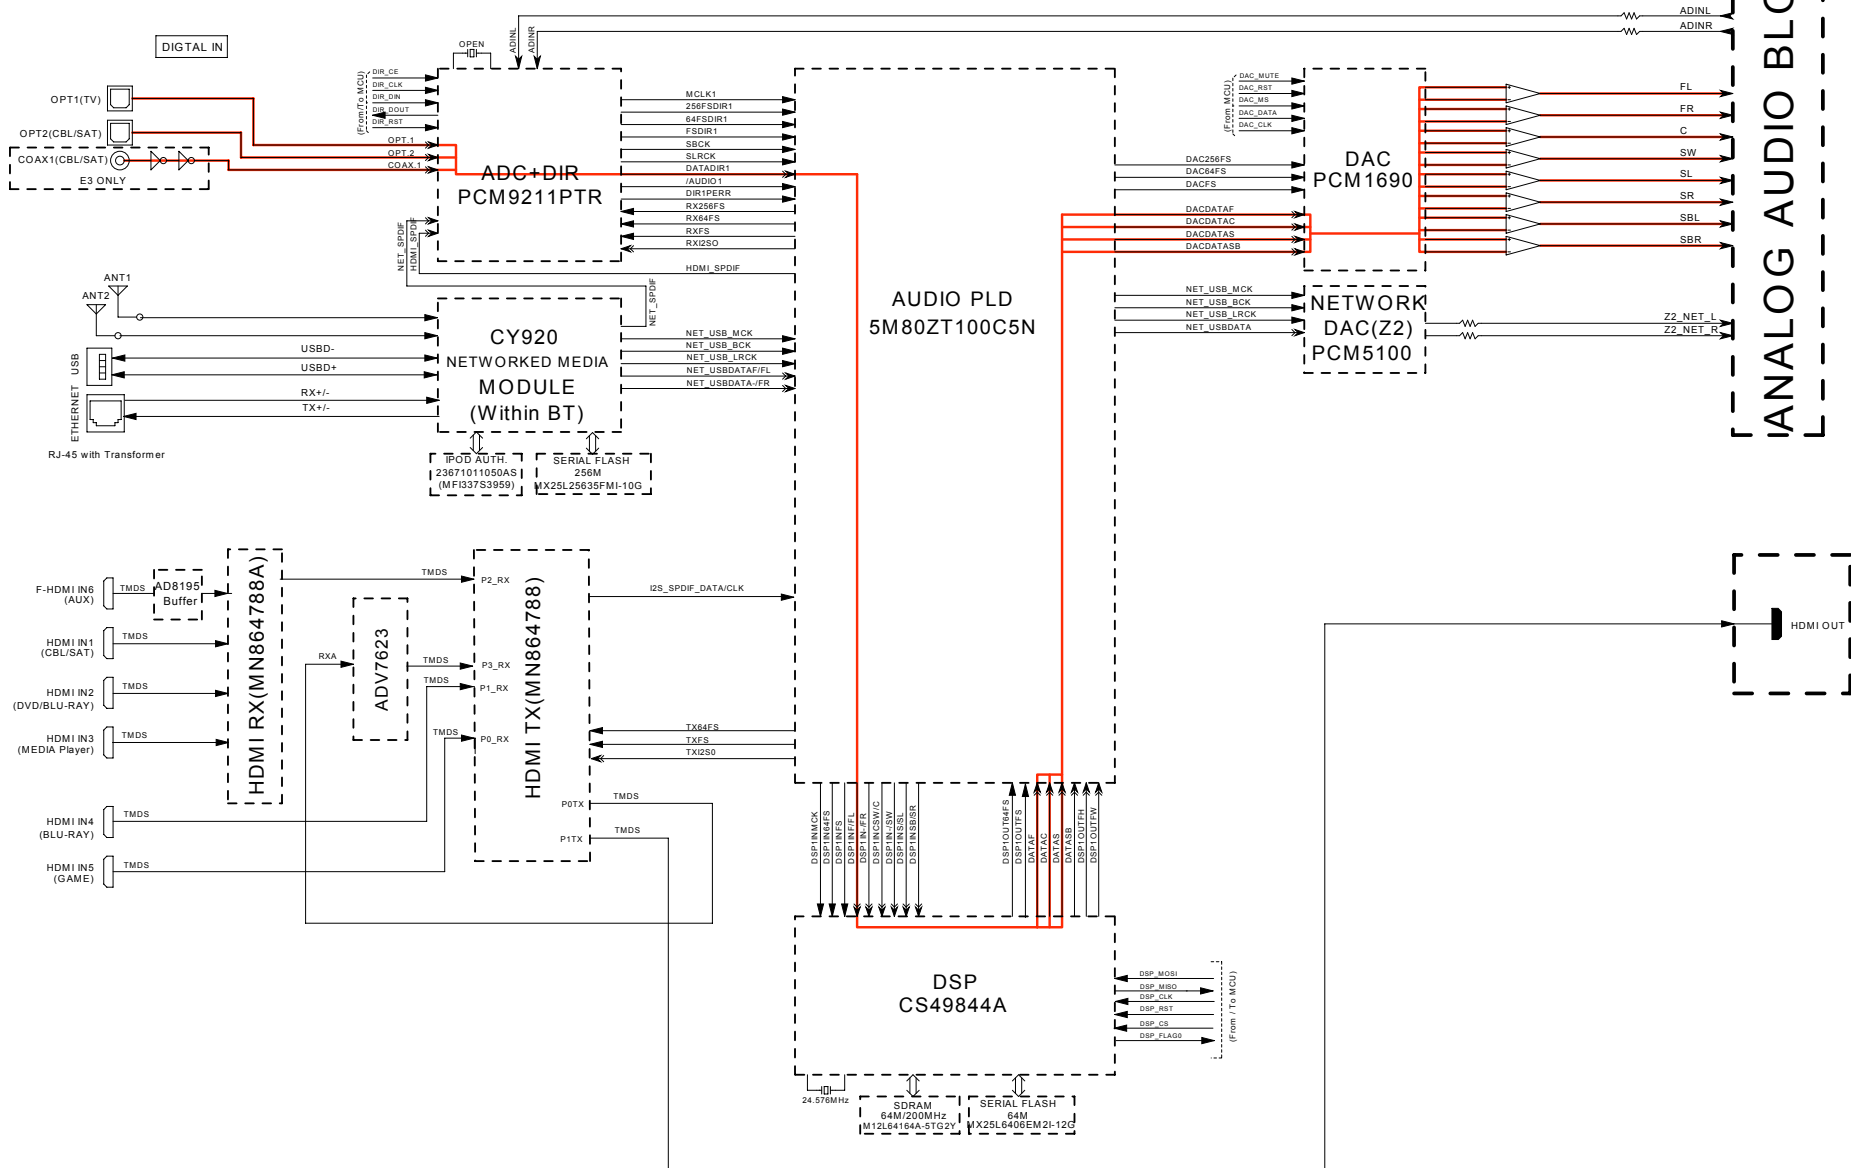 DIGTAL IN
OPT1(TV)
OPT2(CBL/SAT)
COAX1(CBL/SAT)
E3 ONLY
OPEN
ADINL
ADINR
(From/To MCU)
DIR_CE
DIR_CLK
DIR_DIN
DIR_DOUT
DIR_RST
OPT.1
OPT.2
COAX.1
ADC+DIR
PCM9211PTR
MCLK1
256FSDIR1
64FSDIR1
FSDIR1
SBCK
SLRCK
DATADIR1
/AUDIO1
DIR1PERR
RX256FS
RX64FS
RXFS
RXI2SO
HDMI_SPDIF
NET_SPDIF
HDMI_SPDIF
NET_SPDIF
ANT1
ANT2
USB
USBD-
USBD+
ETHERNET
RX+/-
TX+/-
RJ-45 with Transformer
CY920
NETWORKED MEDIA
MODULE
(Within BT)
NET_USB_MCK
NET_USB_BCK
NET_USB_LRCK
NET_USBDATAF/FL
NET_USBDATA-/FR
IPOD AUTH.
23671011050AS
(MFI337S3959)
SERIAL FLASH
256M
MX25L25635FMI-10G
AUDIO PLD
5M80ZT100C5N
(From MCU)
DAC_MUTE
DAC_RST
DAC_MS
DAC_DATA
DAC_CLK
DAC256FS
DAC64FS
DACFS
DACDATAF
DACDATAC
DACDATAS
DACDATASB
DAC
PCM1690
NET_USB_MCK
NET_USB_BCK
NET_USB_LRCK
NET_USBDATA
NETWORK
DAC(Z2)
PCM5100
ADINL
ADINR
FL
FR
C
SW
SL
SR
SBL
SBR
Z2_NET_L
Z2_NET_R
ANALOG AUDIO BLO
F-HDMI IN6
(AUX)
TMDS
AD8195
Buffer
HDMI IN1
(CBL/SAT)
TMDS
HDMI IN2
(DVD/BLU-RAY)
TMDS
HDMI IN3
(MEDIA Player)
TMDS
HDMI IN4
(BLU-RAY)
TMDS
HDMI IN5
(GAME)
TMDS
HDMI RX(MN864788A)
RXA
ADV7623
TMDS
TMDS
TMDS
TMDS
P2_RX
P3_RX
P1_RX
P0_RX
HDMI TX(MN864788)
P0TX
P1TX
TMDS
TMDS
I2S_SPDIF_DATA/CLK
TX64FS
TXFS
TXI2S0
DSP1INMCK
DSP1IN64FS
DSP1INFS
DSP1INF/FL
DSP1IN-/FR
DSP1INCSW/C
DSP1IN-/SW
DSP1INS/SL
DSP1INSB/SR
DSP1OUT64FS
DSP1OUTFS
DATAF
DATAC
DATAS
DATASB
DSP1OUTFH
DSP1OUTFW
DSP
CS49844A
DSP_MOSI
DSP_MISO
DSP_CLK
DSP_RST
DSP_CS
DSP_FLAG0
(From / To MCU)
24.576MHz
SDRAM
64M/200MHz
M12L64164A-5TG2Y
SERIAL FLASH
64M
MX25L6406EM2I-12G
HDMI OUT